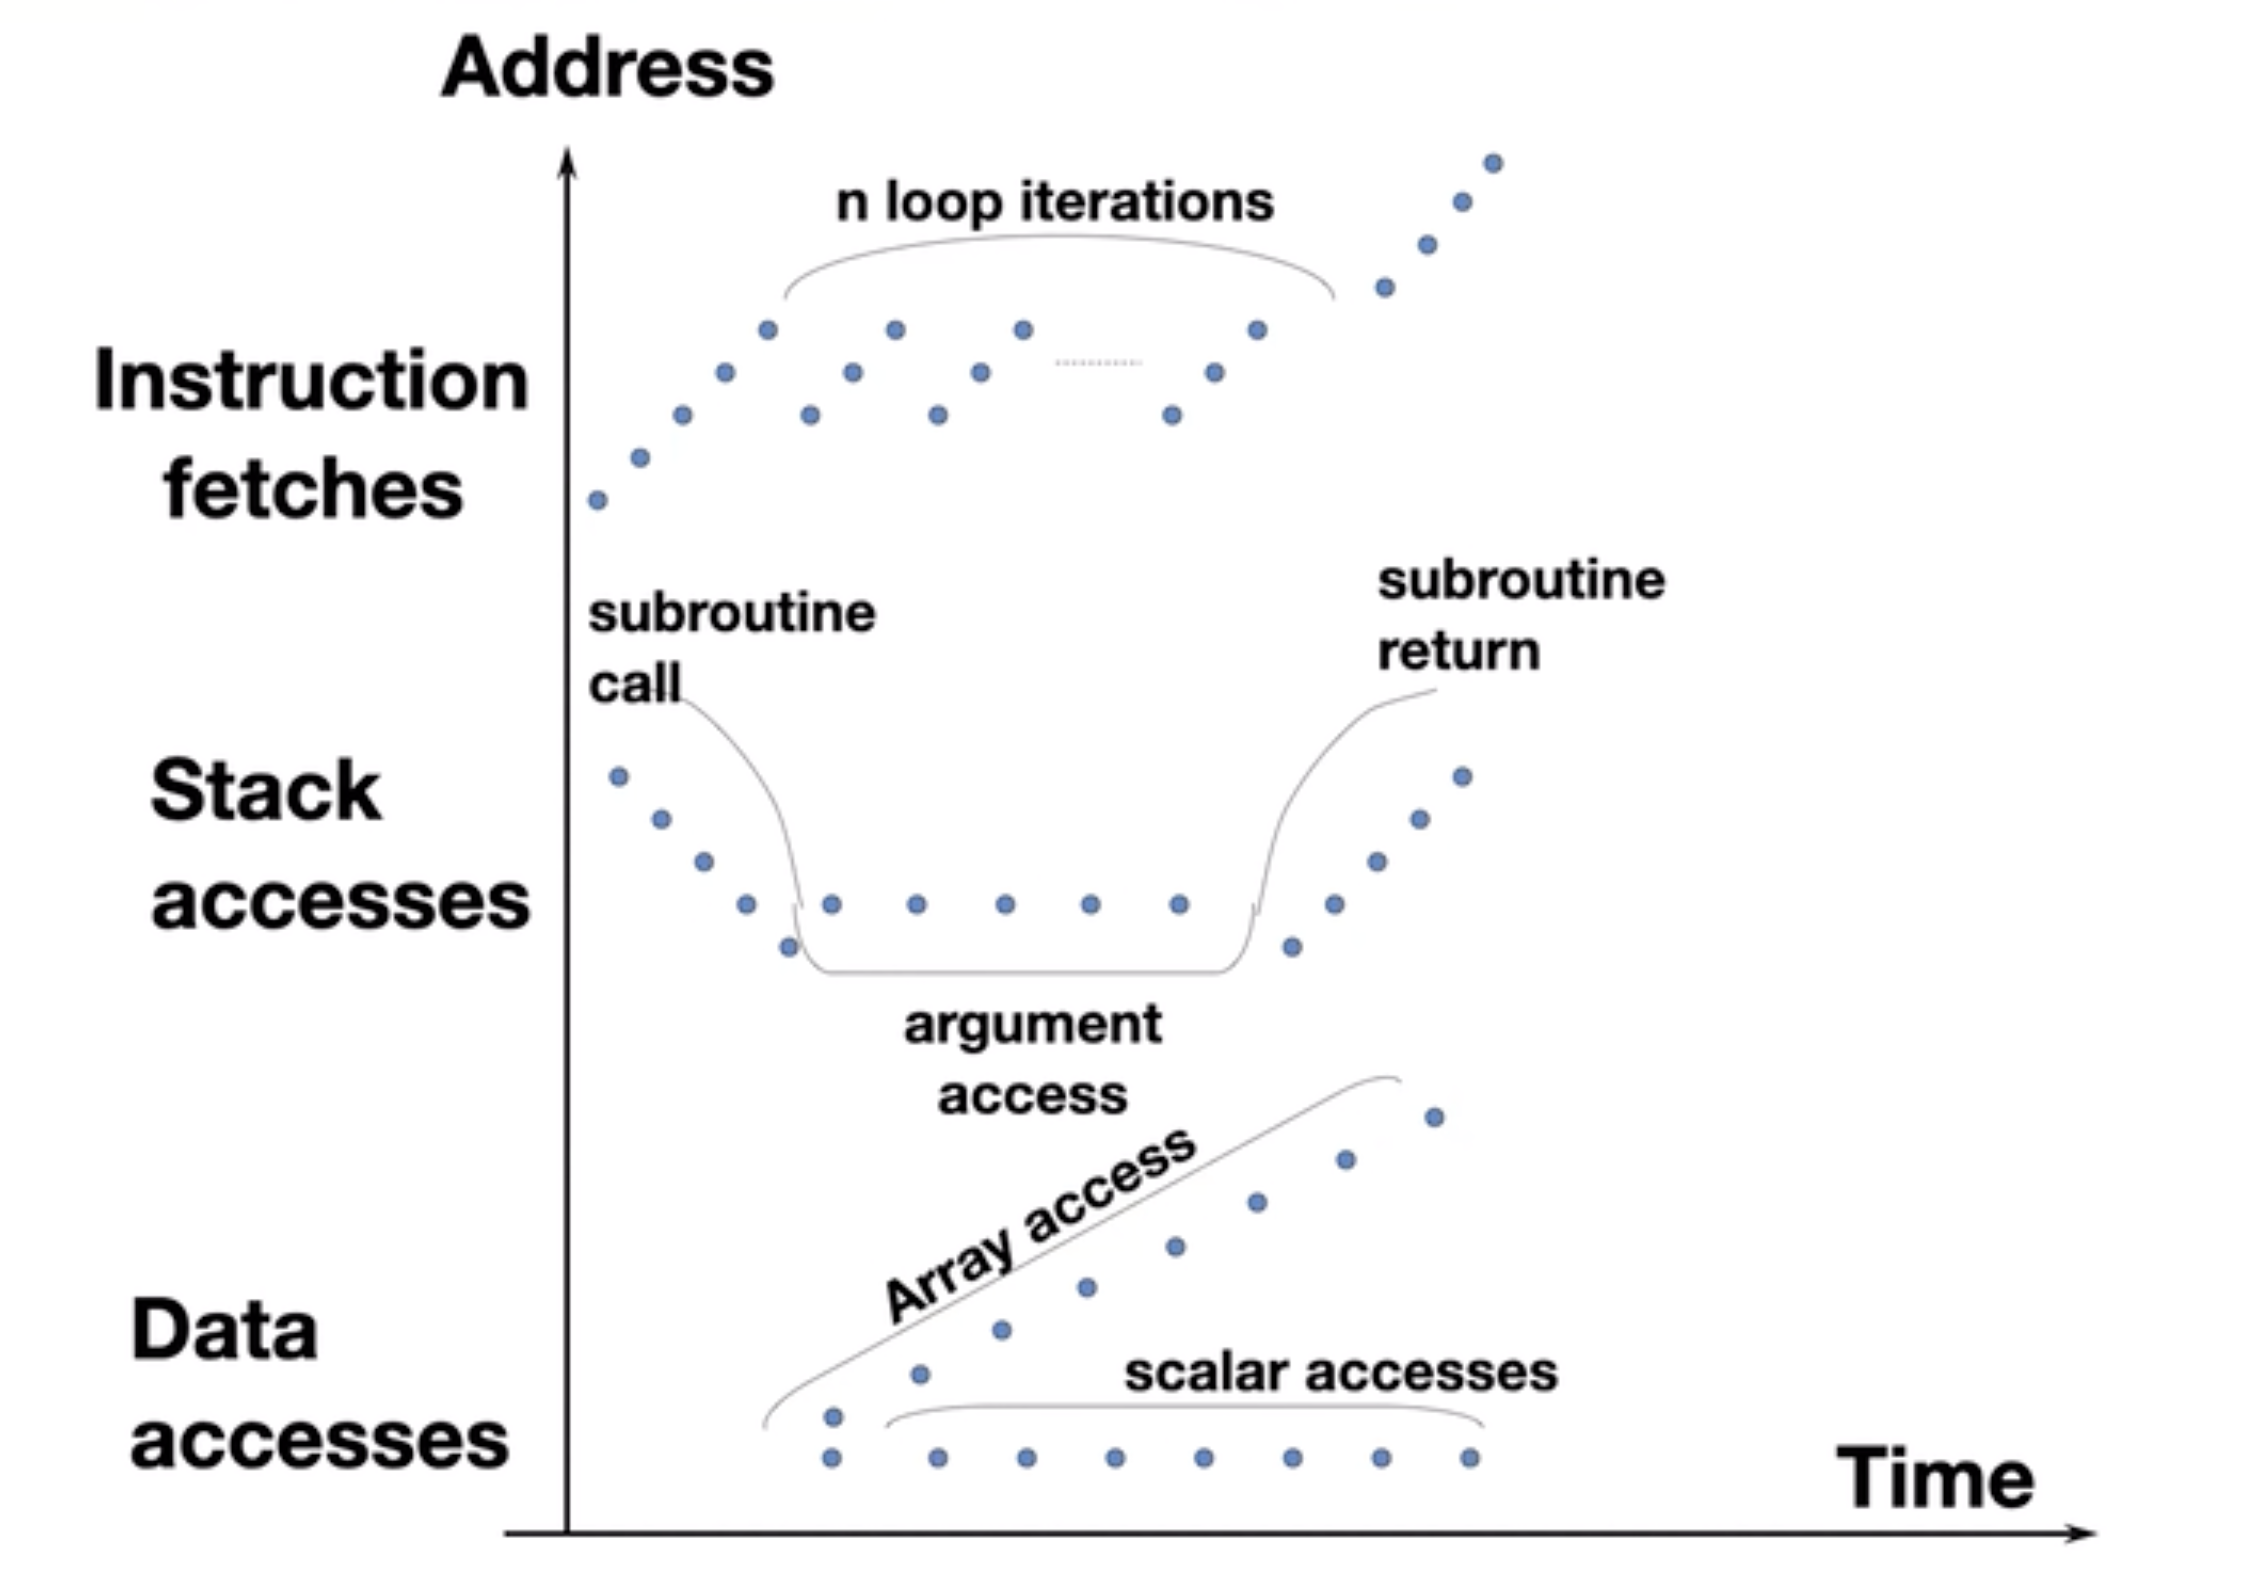 Address
n loop iterations
Instruction
fetches
subroutine
call
subroutine
return
Stack
accesses
argument
access
Array access
Data
accesses
scalar accesses
Time